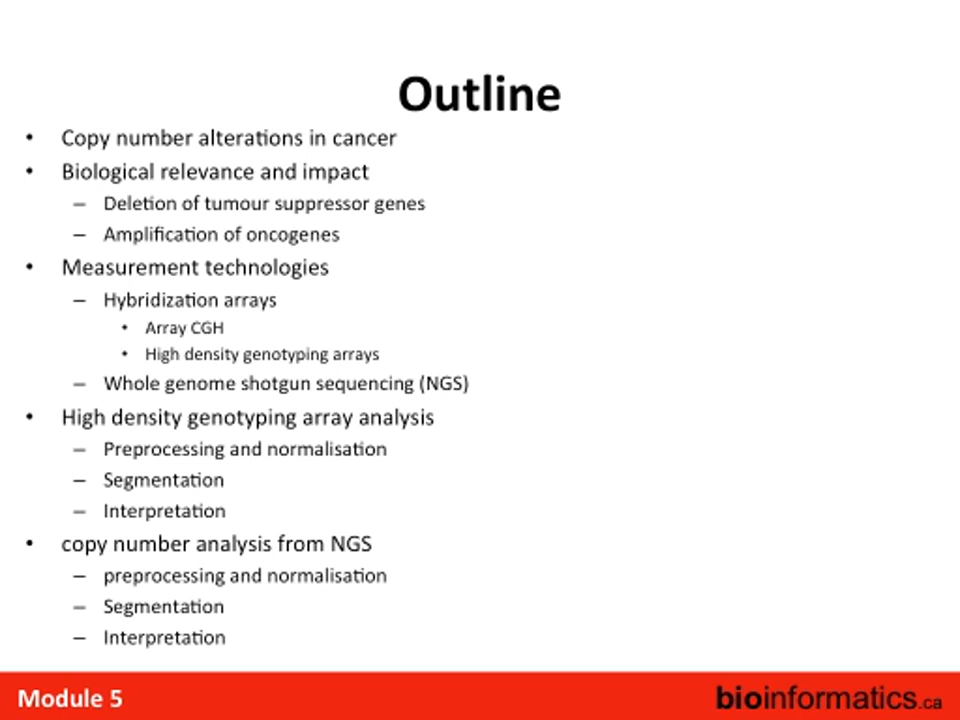 Outline
• Copy number alterations in cancer
• Biological relevance and impact
– Deletion of tumour suppressor genes
– Amplification of oncogenes
• Measurement technologies
– Hybridization arrays
• Array CGH
• High density genotyping arrays
– Whole genome shotgun sequencing (NGS)
• High density genotyping array analysis
– Preprocessing and normalisation
– Segmentation
– Interpretation
• copy number analysis from NGS
– preprocessing and normalisation
– Segmentation
– Interpretation
Module 5
bioinformatics.ca